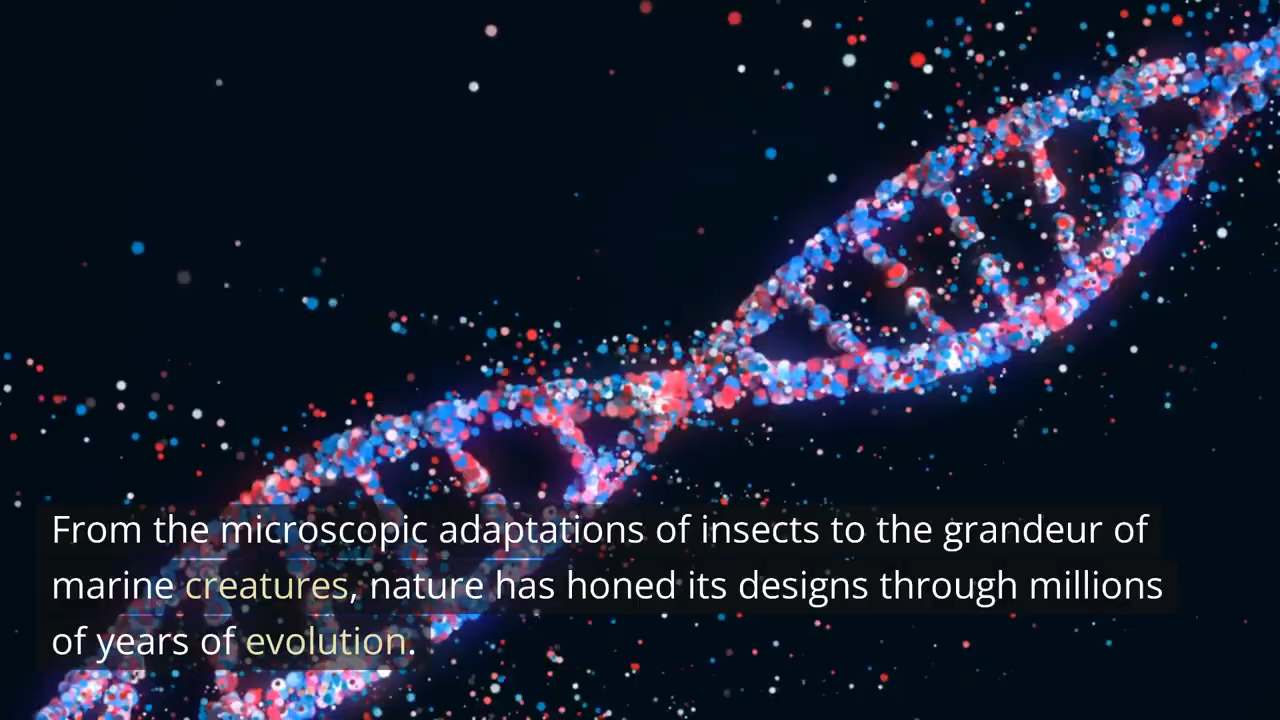 From the microscopic adaptations of insects to the grandeur of
marine creatures, nature has honed its designs through millions
of years of evolution.